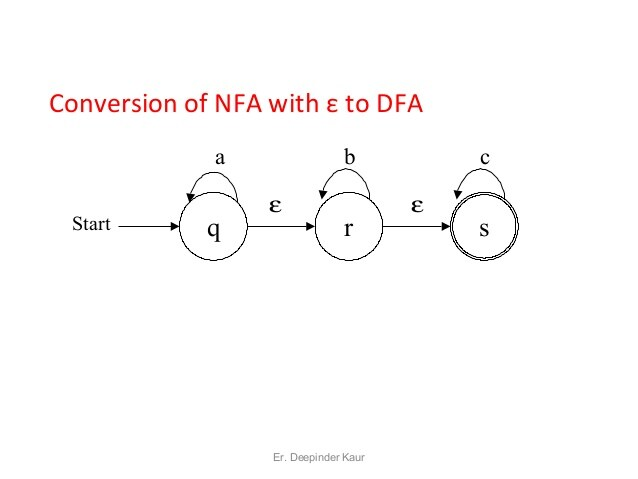 Conversion of NFA with ε to DFA
a b c
ε ε
Start q r s
Er. Deepinder Kaur